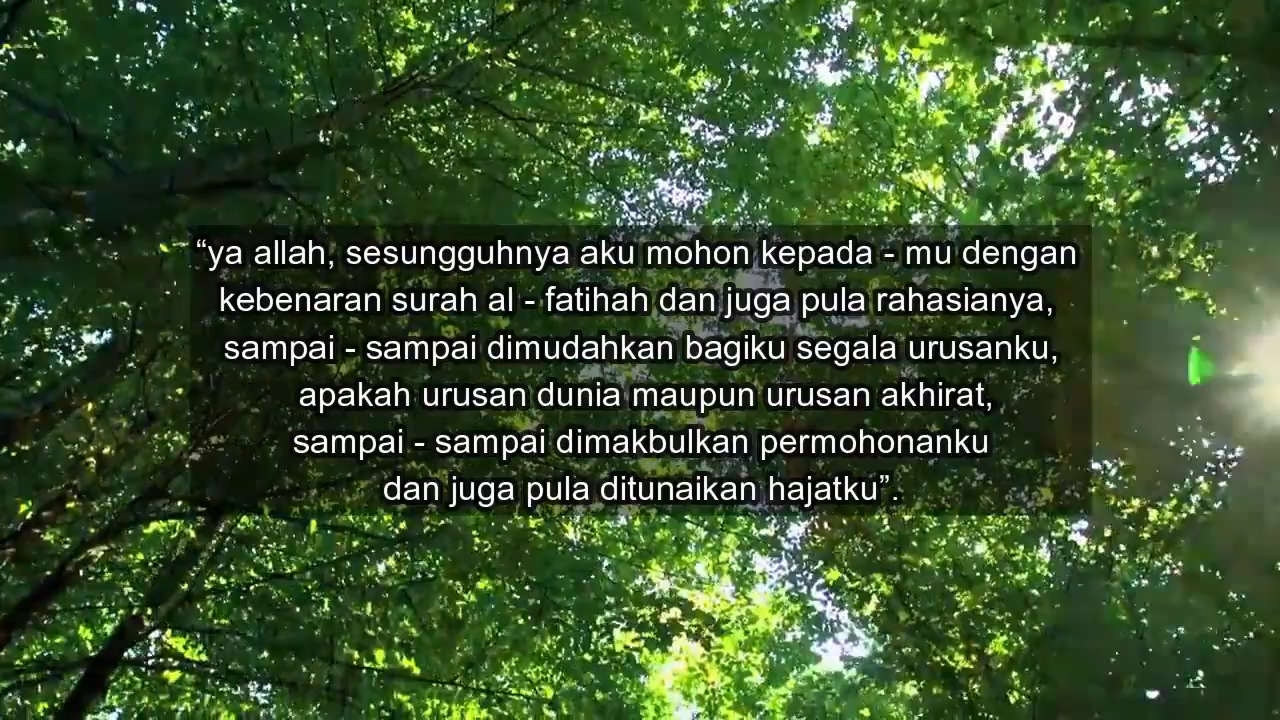 “ya allah, sesungguhnya aku mohon kepada - mu dengan
kebenaran surah al - fatihah dan juga pula rahasianya,
sampai - sampai dimudahkan bagiku segala urusanku,
apakah urusan dunia maupun urusan akhirat,
sampai - sampai dimakbulkan permohonanku
dan juga pula ditunaikan hajatku”.